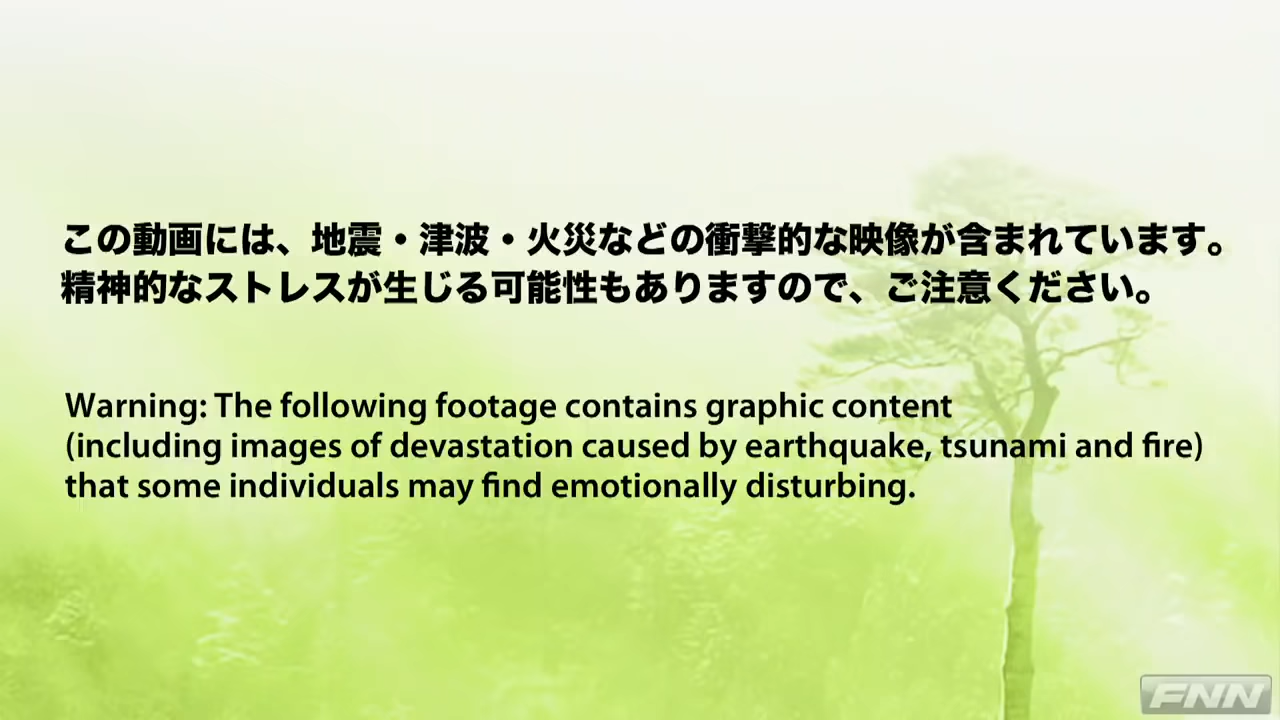 この動画には、地震・津波・火災などの衝撃的な映像が含まれています。
精神的なストレスが生じる可能性もありますので、ご注意ください。
Warning: The following footage contains graphic content
(including images of devastation caused by earthquake, tsunami and fire)
that some individuals may find emotionally disturbing.
FNN